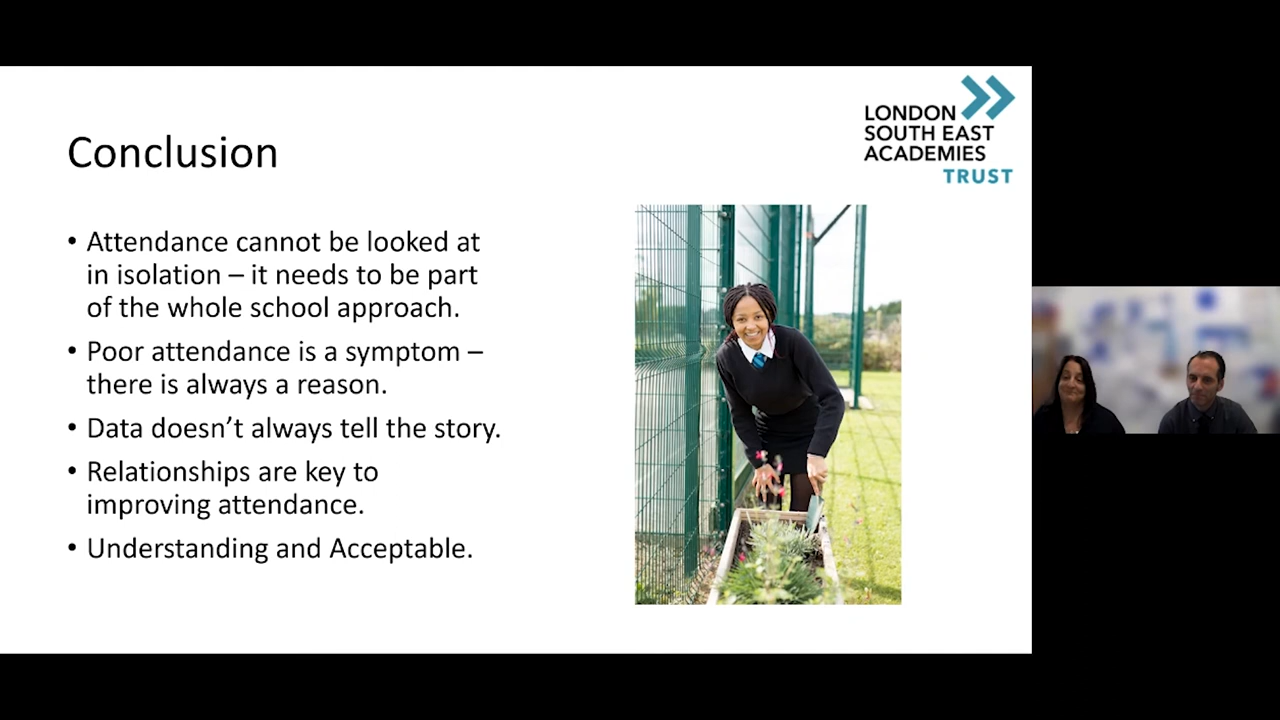 LONDON
SOUTH EAST
ACADEMIES
TRUST
Conclusion
• Attendance cannot be looked at
in isolation – it needs to be part
of the whole school approach.
• Poor attendance is a symptom –
there is always a reason.
• Data doesn’t always tell the story.
• Relationships are key to
improving attendance.
• Understanding and Acceptable.